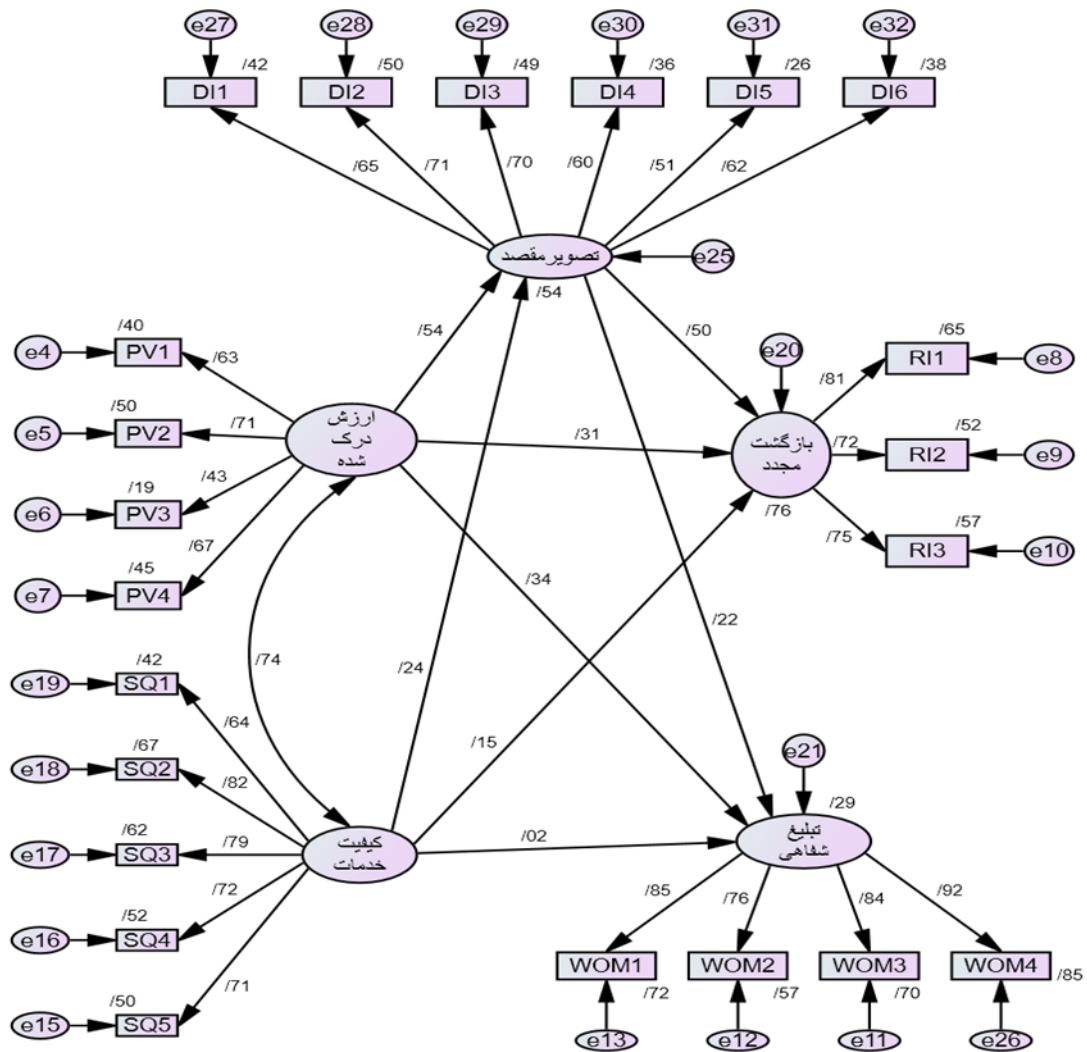 e27 e28 e29 e30 e31 e32
/42 /50 /49 /36 /26 /38
DI1 DI2 DI3 DI4 DI5 DI6
/65 /71 /70 /60 /51 /62
تصویرمقصد
e25
/54
/54
/50
e20
/40
e4 PV1
/63
/50
e5 PV2
/71
/19
e6 PV3
/43
/45
e7 PV4
/67
ارزش
درک
شده
/31
/81
/65
RI1 e8
بازگشت
مجدد
/72
/52
RI2 e9
/76
/75
/57
RI3 e10
/34
/22
/74
/24
/15
/42
e19 SQ1
/64
/67
e18 SQ2
/82
/62
e17 SQ3
/79
/52
e16 SQ4
/72
/50
e15 SQ5
/71
کیفیت
خدمات
/02
e21
/29
تبلیغ
شفاهی
/85 /76 /84 /92
WOM1 WOM2 WOM3 WOM4
/72 /57 /70 /85
e13 e12 e11 e26